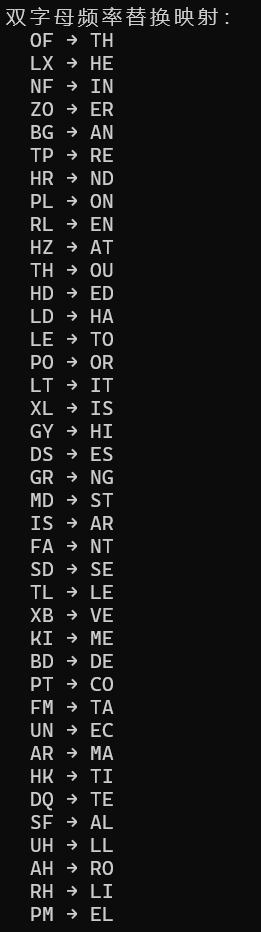 双字母频率替换映射:
OF → TH
LX → HE
NF → IN
ZO → ER
BG → AN
TP → RE
HR → ND
PL → ON
RL → EN
HZ → AT
TH → OU
HD → ED
LD → HA
LE → TO
PO → OR
LT → IT
XL → IS
GY → HI
DS → ES
GR → NG
MD → ST
IS → AR
FA → NT
SD → SE
TL → LE
XB → VE
KI → ME
BD → DE
PT → CO
FM → TA
UN → EC
AR → MA
HK → TI
DQ → TE
SF → AL
UH → LL
AH → RO
RH → LI
PM → EL